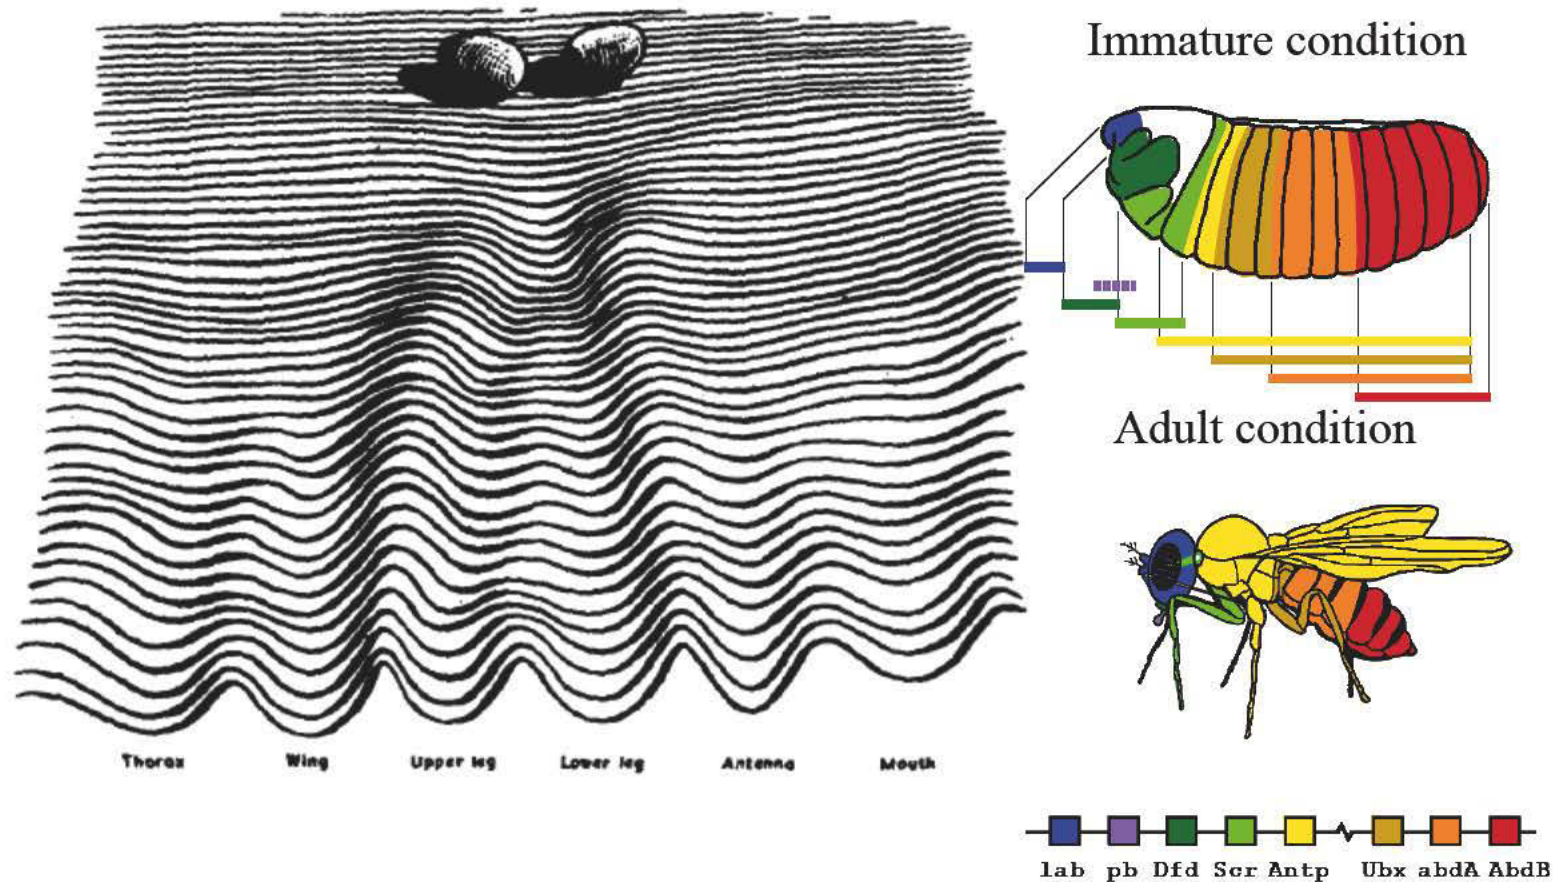 Immature condition
Adult condition
Thorax Wing Upper leg Lower leg Antenna Mouth
lab pb Dfd Scr Antp Ubx abdA AbdB